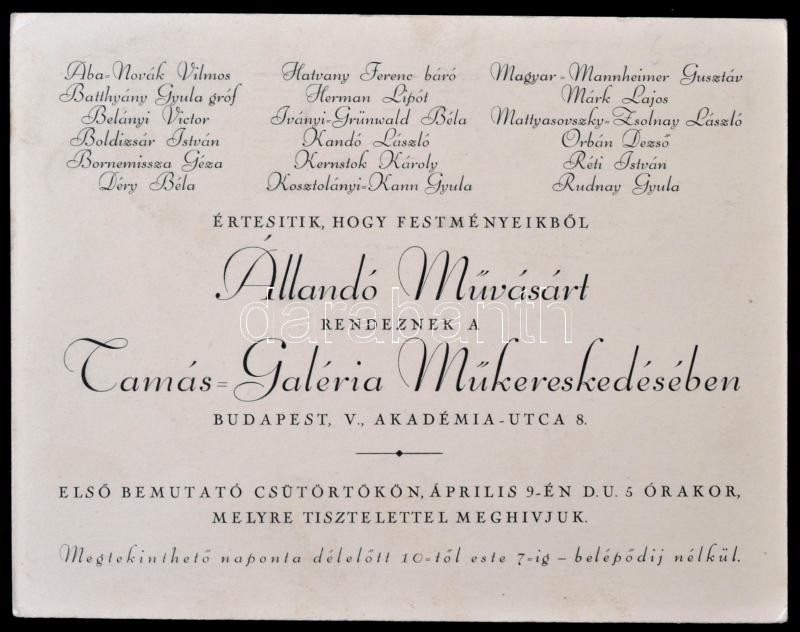 Aba=Novák Vilmos
Batthyány Gyula gróf
Belányi Victor
Boldizsár István
Bornemissza Géza
Déry Béla
Hatvany Ferenc báró
Herman Lipót
Iványi=Grünwald Béla
Kandó László
Kernstok Károly
Kosztolányi=Kann Gyula
Magyar=Mannheimer Gusztáv
Márk Lajos
Mattyasovszky=Zsolnay László
Orbán Dezső
Réti István
Rudnay Gyula
ÉRTESITIK, HOGY FESTMÉNYEIKBŐL
Állandó Művásárt
RENDEZNEK A
Tamás=Galéria Műkereskedésében
BUDAPEST, V., AKADÉMIA-UTCA 8.
ELSŐ BEMUTATÓ CSÜTÖRTÖKÖN, ÁPRILIS 9-ÉN D.U. 5 ÓRAKOR,
MELYRE TISZTELETTEL MEGHIVJUK.
Megtekinthető naponta délelőtt 10=től este 7=ig – belépődij nélkül.
darabanth